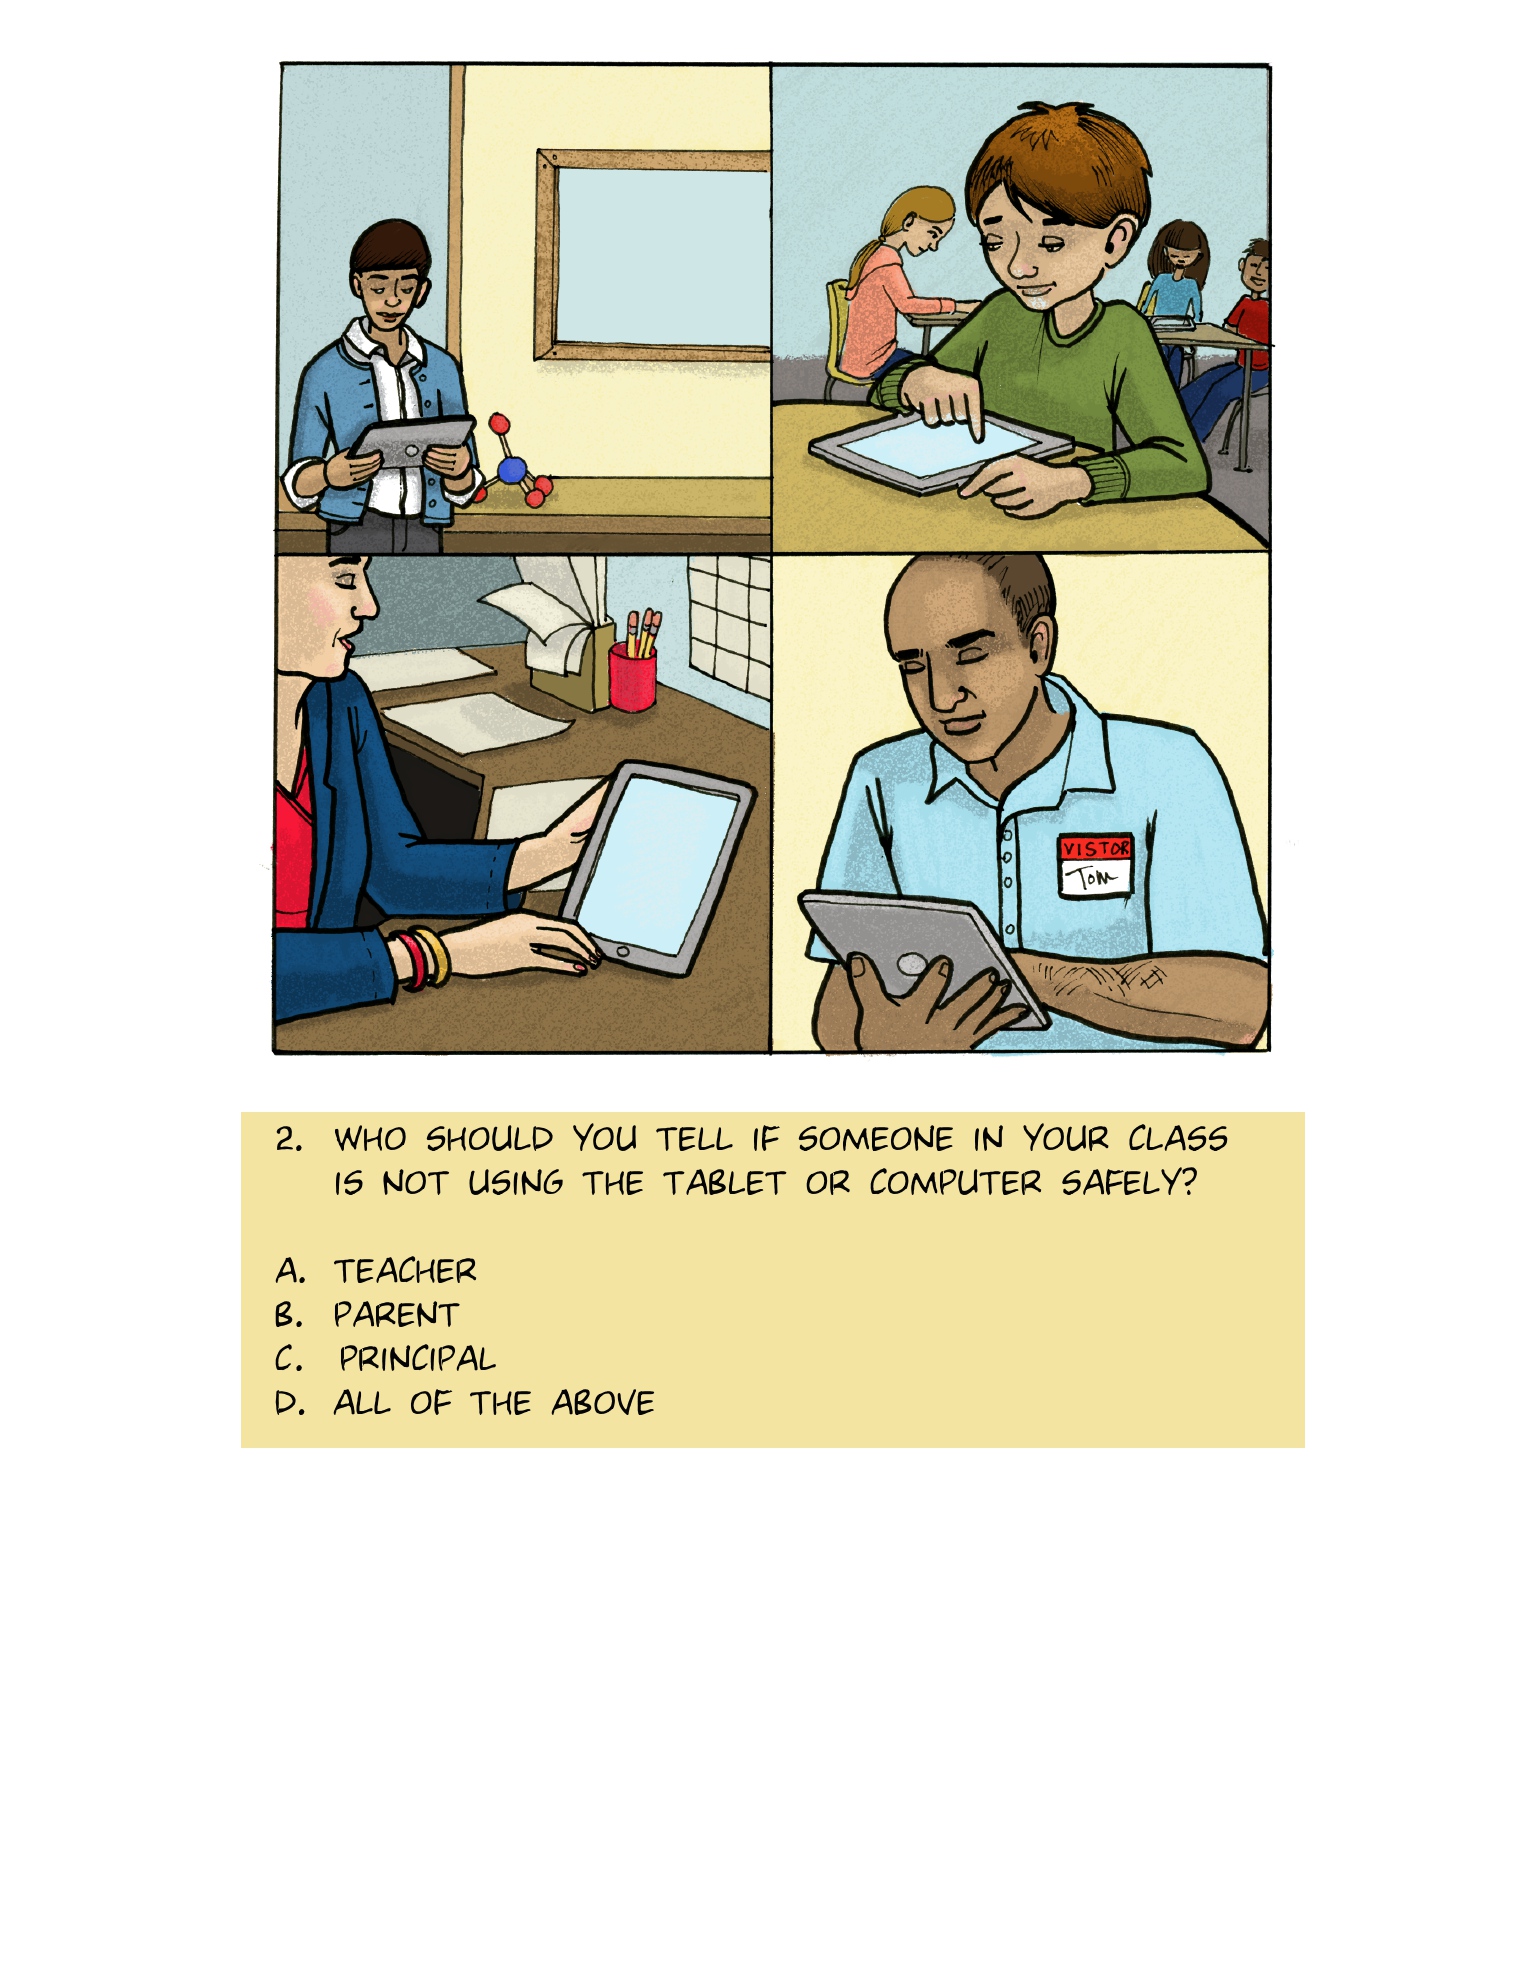 VISTOR
Tom
2. WHO SHOULD YOU TELL IF SOMEONE IN YOUR CLASS
IS NOT USING THE TABLET OR COMPUTER SAFELY?
A. TEACHER
B. PARENT
C. PRINCIPAL
D. ALL OF THE ABOVE